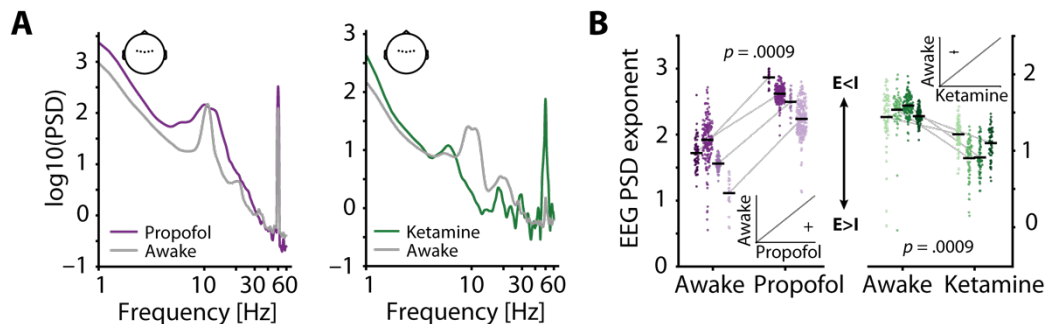 A
log10(PSD)
3
2
1
0
−1
Propofol
Awake
1
10
30
60
Frequency [Hz]
3
2
1
0
−1
Ketamine
Awake
1
10
30
60
Frequency [Hz]
B
EEG PSD exponent
3
2
1
0
p = .0009
Awake
Propofol
Awake
Propofol
E<I
E>I
Awake
Ketamine
p = .0009
Awake
Ketamine
2
1
0